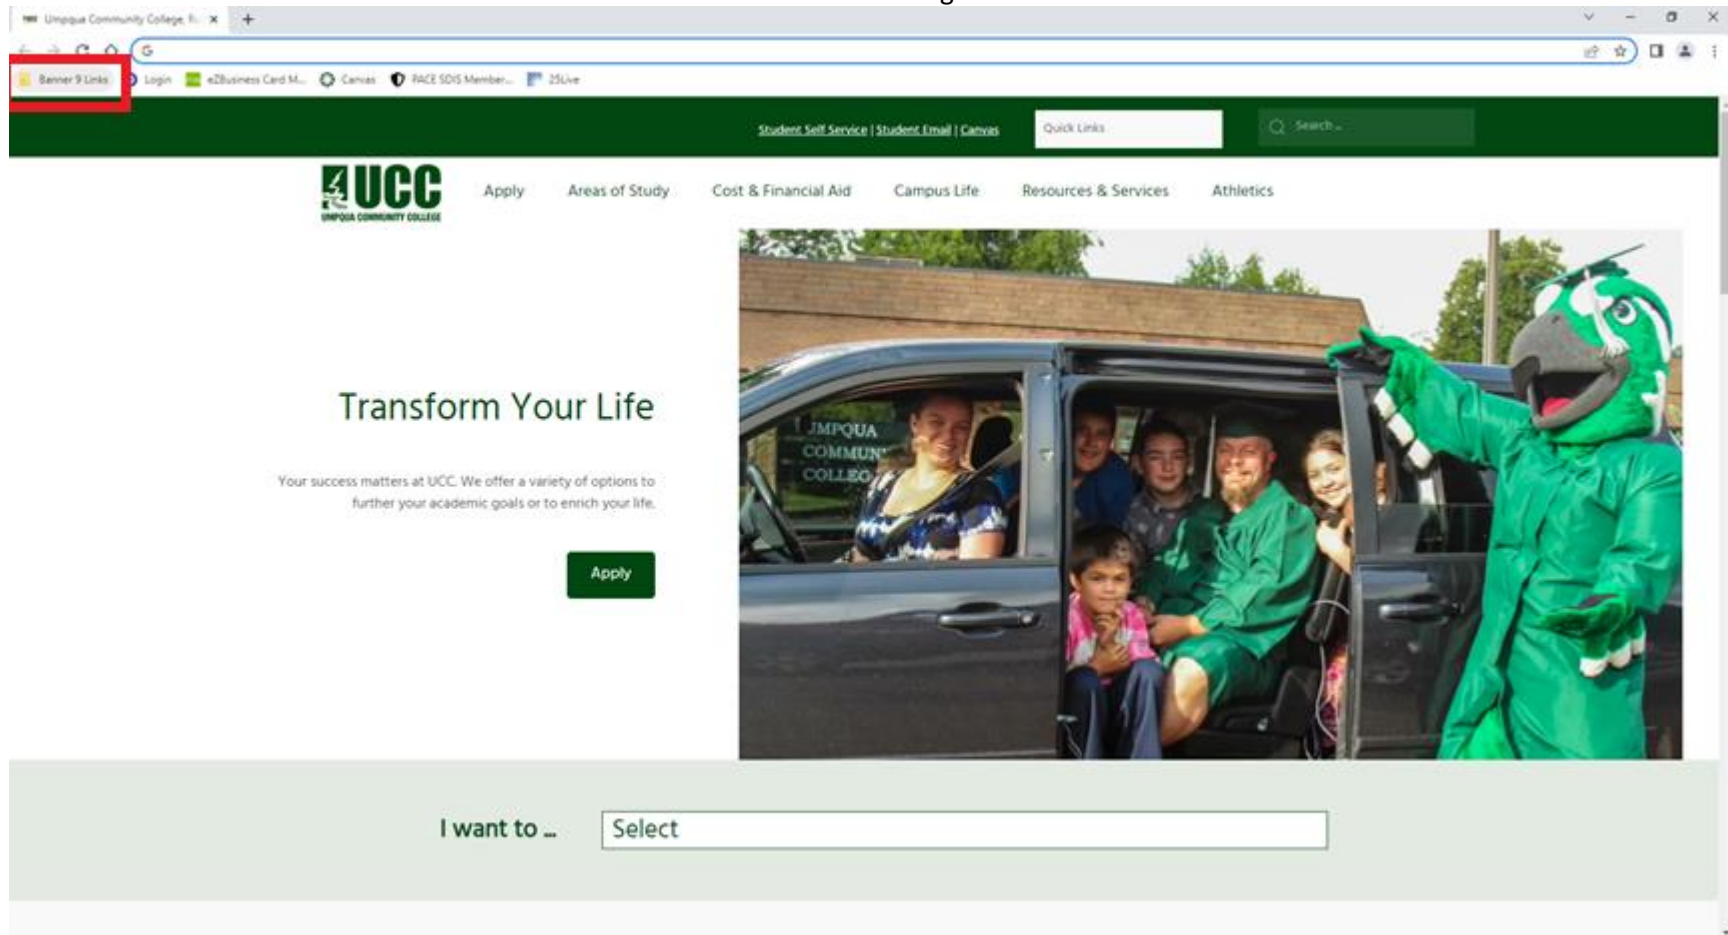 Umpqua Community College, R
Banner 9 Links
Login
eZBusiness Card M...
Canvas
PACE SDIS Member...
25Live
Student Self Service | Student Email | Canvas
Quick Links
Search ...
UCC
UMPQUA COMMUNITY COLLEGE
Apply
Areas of Study
Cost & Financial Aid
Campus Life
Resources & Services
Athletics
Transform Your Life
Your success matters at UCC. We offer a variety of options to
further your academic goals or to enrich your life.
Apply
UMPQUA
COMMUN
COLLEG
I want to ...
Select